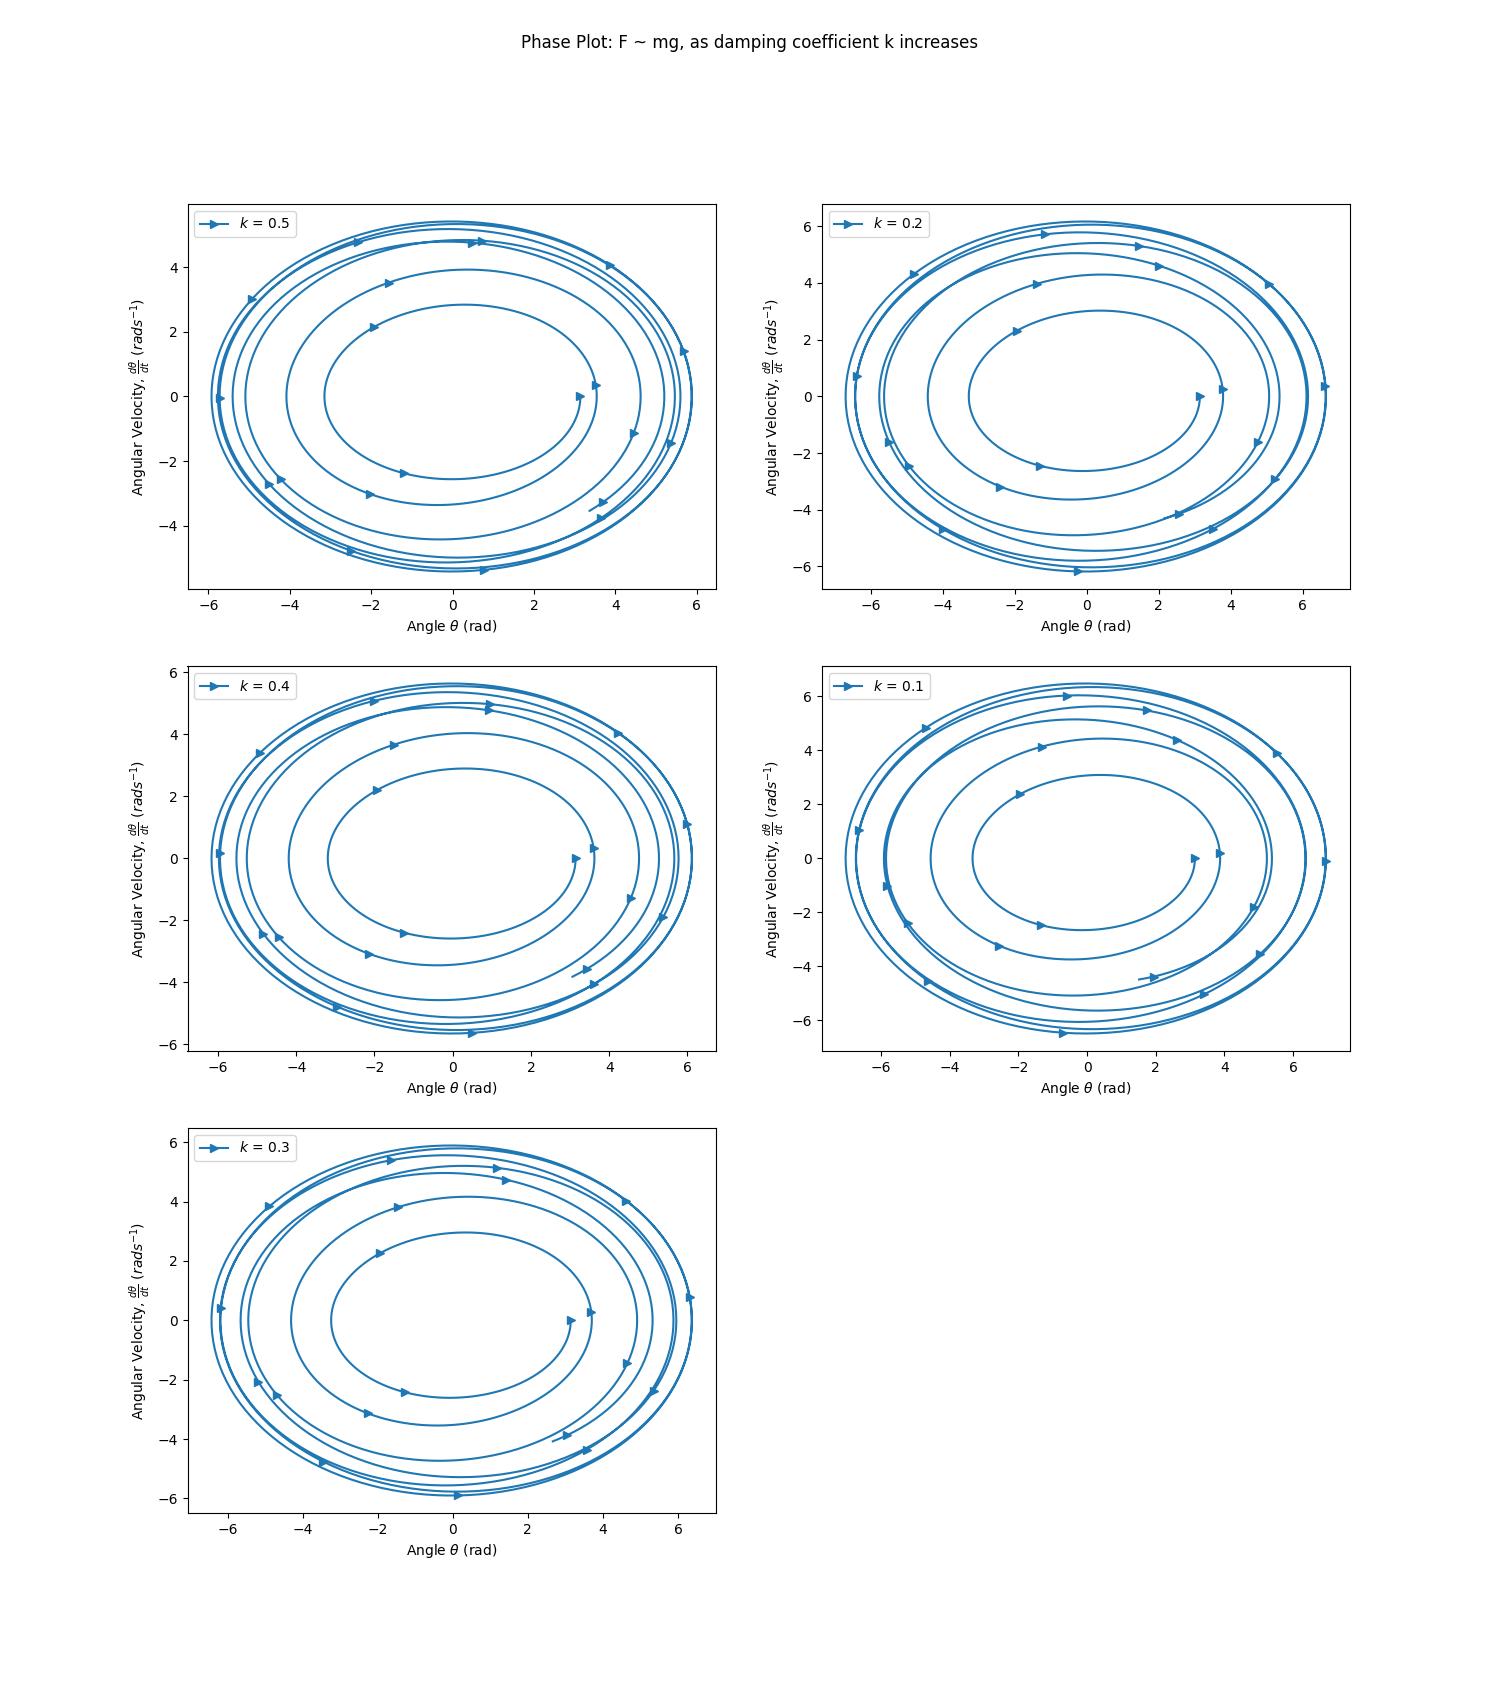 Phase Plot: F ~ mg, as damping coefficient k increases
k = 0.5
4
2
0
−2
−4
Angular Velocity, dθ/dt (rads⁻¹)
−6 −4 −2 0 2 4 6
Angle θ (rad)
k = 0.2
6
4
2
0
−2
−4
−6
Angular Velocity, dθ/dt (rads⁻¹)
−6 −4 −2 0 2 4 6
Angle θ (rad)
k = 0.4
6
4
2
0
−2
−4
−6
Angular Velocity, dθ/dt (rads⁻¹)
−6 −4 −2 0 2 4 6
Angle θ (rad)
k = 0.1
6
4
2
0
−2
−4
−6
Angular Velocity, dθ/dt (rads⁻¹)
−6 −4 −2 0 2 4 6
Angle θ (rad)
k = 0.3
6
4
2
0
−2
−4
−6
Angular Velocity, dθ/dt (rads⁻¹)
−6 −4 −2 0 2 4 6
Angle θ (rad)